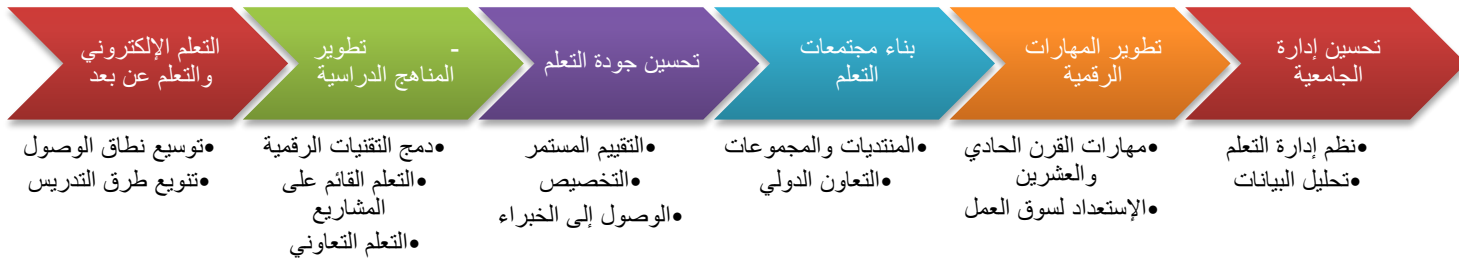 التعلم الإلكتروني
والتعلم عن بعد
•توسيع نطاق الوصول
•تنويع طرق التدريس
- تطوير
المناهج الدراسية
•دمج التقنيات الرقمية
•التعلم القائم على
المشاريع
•التعلم التعاوني
تحسين جودة التعلم
•التقييم المستمر
•التخصيص
•الوصول إلى الخبراء
بناء مجتمعات
التعلم
•المنتديات والمجموعات
•التعاون الدولي
تطوير المهارات
الرقمية
•مهارات القرن الحادي
والعشرين
•الإستعداد لسوق العمل
تحسين إدارة
الجامعية
•نظم إدارة التعلم
•تحليل البيانات